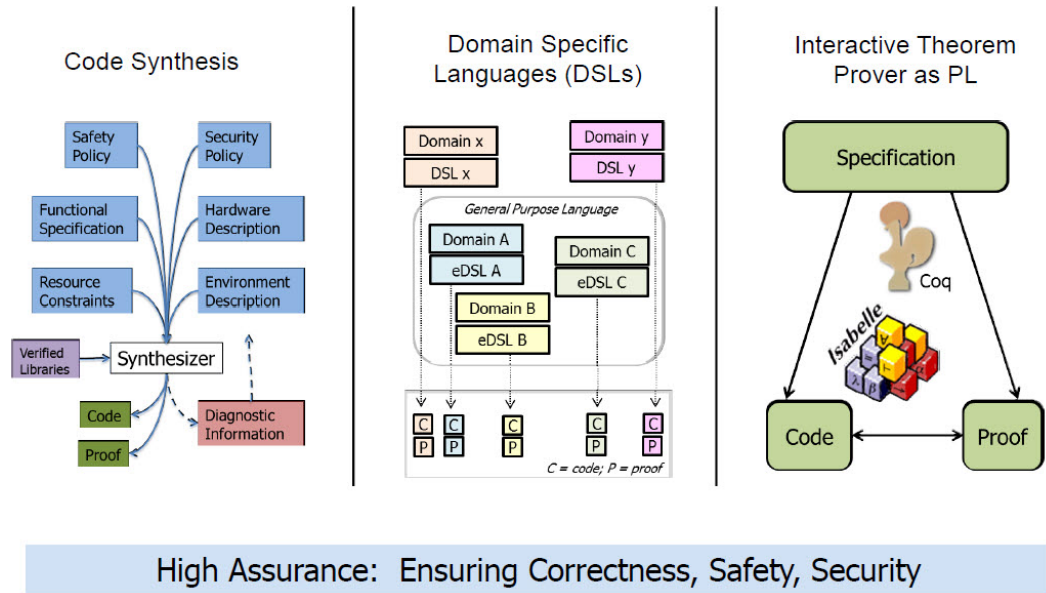 Code Synthesis
Safety
Policy
Security
Policy
Functional
Specification
Hardware
Description
Resource
Constraints
Environment
Description
Verified
Libraries
Synthesizer
Code
Proof
Diagnostic
Information
Domain Specific
Languages (DSLs)
Domain x
DSL x
Domain y
DSL y
General Purpose Language
Domain A
eDSL A
Domain C
eDSL C
Domain B
eDSL B
C C C C C
P P P P P
C = code; P = proof
Interactive Theorem
Prover as PL
Specification
Coq
Isabelle
Code
Proof
High Assurance: Ensuring Correctness, Safety, Security